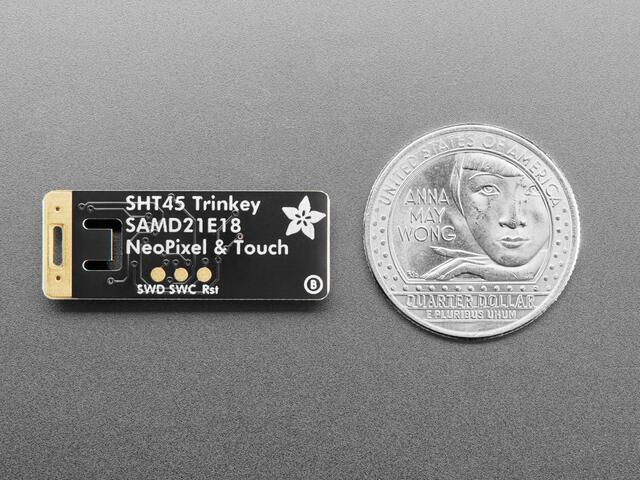 SHT45 Trinkey
SAMD21E18
NeoPixel & Touch
SWD SWC Rst
B
UNITED STATES OF AMERICA
ANNA
MAY
WONG
QUARTER DOLLAR
E PLURIBUS UNUM